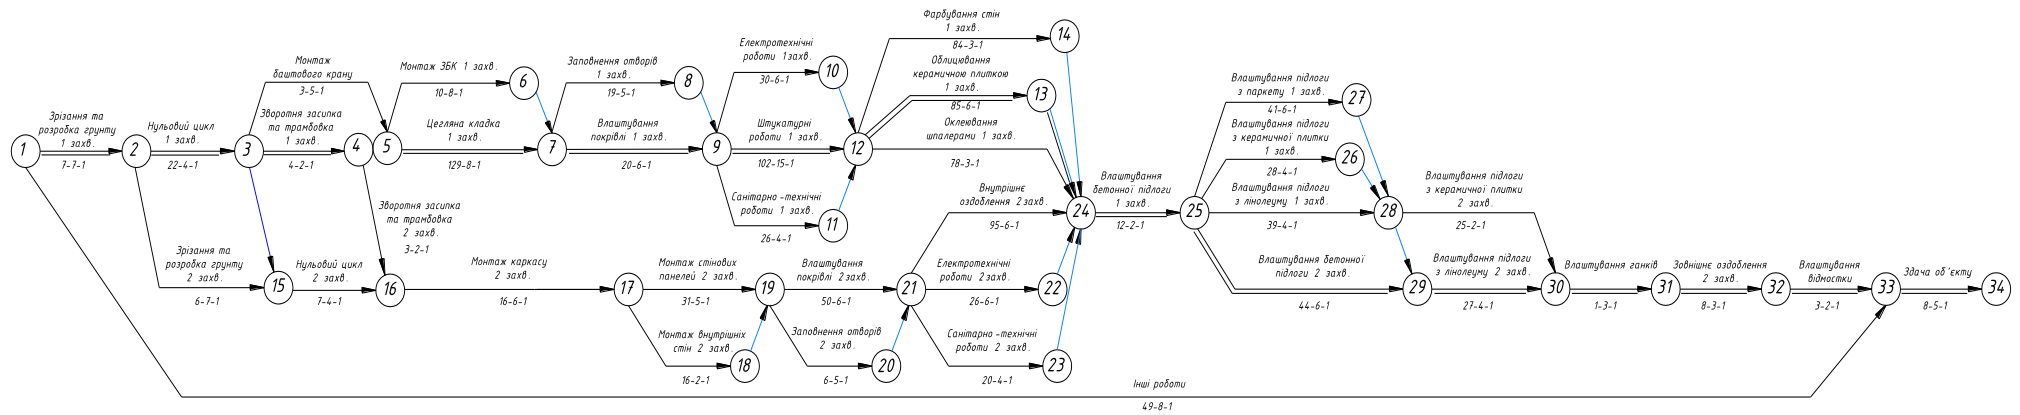 1
Зрізання та
розробка грунту
1 захв.
7-7-1
2
Нульовий цикл
1 захв.
22-4-1
3
Монтаж
баштового крану
3-5-1
Зворотня засипка
та трамбовка
1 захв.
4-2-1
4
5
Монтаж ЗБК 1 захв.
10-8-1
6
Цегляна кладка
1 захв.
129-8-1
7
Заповнення отворів
1 захв.
19-5-1
8
Влаштування
покрівлі 1 захв.
20-6-1
9
Електротехнічні
роботи 1захв.
30-6-1
10
Штукатурні
роботи 1 захв.
102-15-1
Санітарно-технічні
роботи 1 захв.
26-4-1
11
12
Фарбування стін
1 захв.
84-3-1
14
Облицювання
керамичною плиткою
1 захв.
85-6-1
13
Оклеювання
шпалерами 1 захв.
78-3-1
Зрізання та
розробка грунту
2 захв.
6-7-1
15
Нульовий цикл
2 захв.
7-4-1
Зворотня засипка
та трамбовка
2 захв.
3-2-1
16
Монтаж каркасу
2 захв.
16-6-1
17
Монтаж стінових
панелей 2 захв.
31-5-1
Монтаж внутрішніх
стін 2 захв.
16-2-1
18
19
Влаштування
покрівлі 2захв.
50-6-1
Заповнення отворів
2 захв.
6-5-1
20
21
Внутрішнє
оздоблення 2захв.
95-6-1
Електротехнічні
роботи 2захв.
26-6-1
22
Санітарно-технічні
роботи 2 захв.
20-4-1
23
24
Влаштування
бетонної підлоги
1 захв.
12-2-1
25
Влаштування підлоги
з паркету 1 захв.
41-6-1
27
Влаштування підлоги
з керамичної плитки
1 захв.
28-4-1
26
Влаштування підлоги
з лінолеуму 1 захв.
39-4-1
28
Влаштування бетонної
підлоги 2 захв.
44-6-1
29
Влаштування підлоги
з керамичної плитки
2 захв.
25-2-1
Влаштування підлоги
з лінолеуму 2 захв.
27-4-1
30
Влаштування ганків
1-3-1
31
Зовнішнє оздоблення
2 захв.
8-3-1
32
Влаштування
відмостки
3-2-1
33
Здача об'єкту
8-5-1
34
Інші роботи
49-8-1